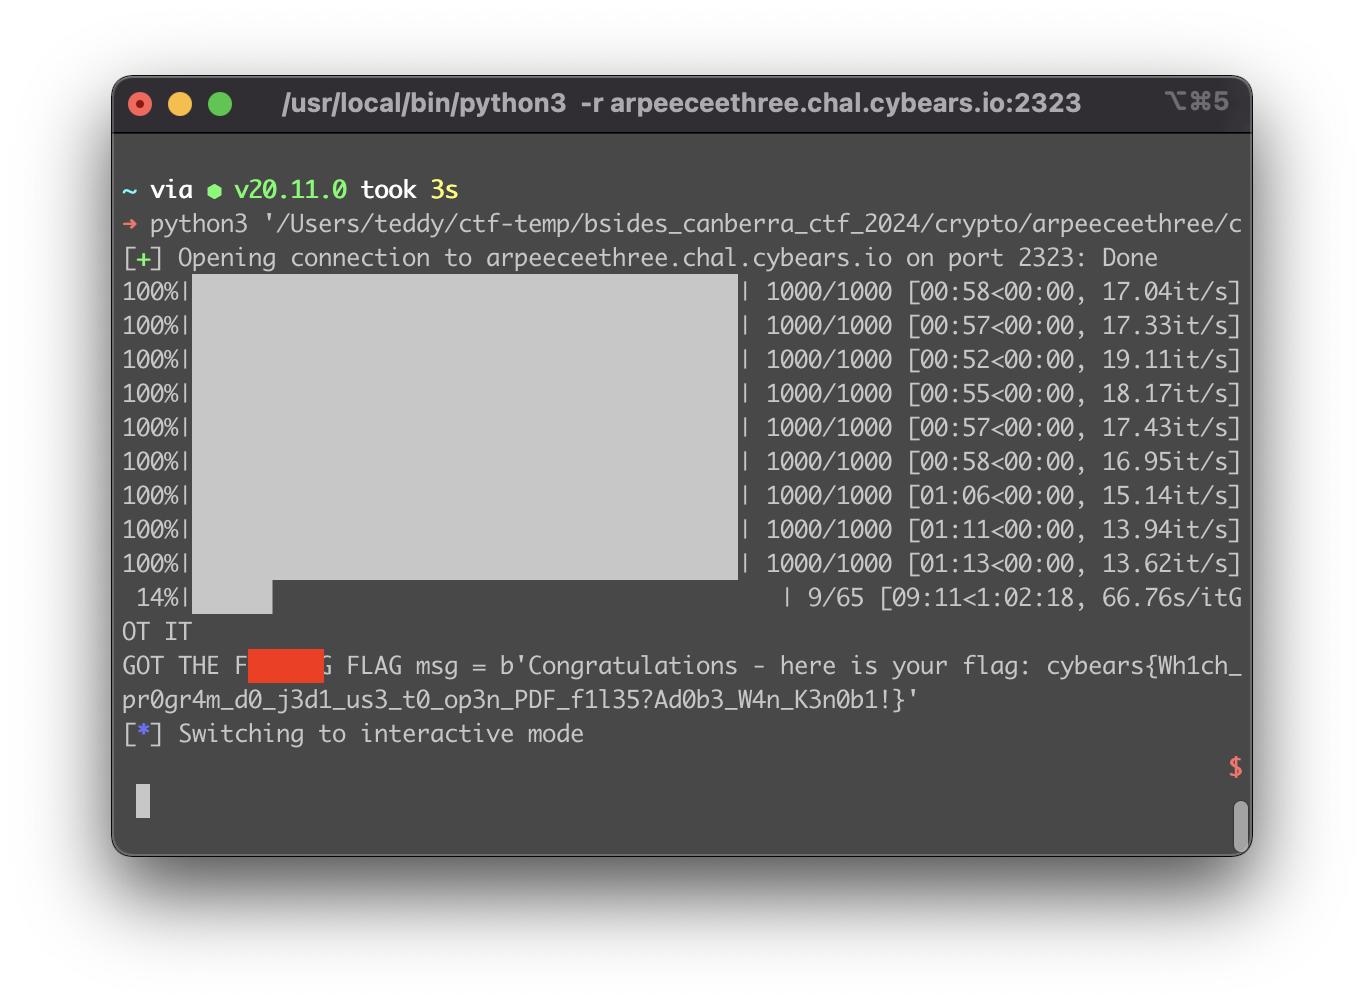 /usr/local/bin/python3 -r arpeeceethree.chal.cybears.io:2323 ⌥⌘5
~ via ⬢ v20.11.0 took 3s
➜ python3 '/Users/teddy/ctf-temp/bsides_canberra_ctf_2024/crypto/arpeeceethree/c
[+] Opening connection to arpeeceethree.chal.cybears.io on port 2323: Done
100%| | 1000/1000 [00:58<00:00, 17.04it/s]
100%| | 1000/1000 [00:57<00:00, 17.33it/s]
100%| | 1000/1000 [00:52<00:00, 19.11it/s]
100%| | 1000/1000 [00:55<00:00, 18.17it/s]
100%| | 1000/1000 [00:57<00:00, 17.43it/s]
100%| | 1000/1000 [00:58<00:00, 16.95it/s]
100%| | 1000/1000 [01:06<00:00, 15.14it/s]
100%| | 1000/1000 [01:11<00:00, 13.94it/s]
100%| | 1000/1000 [01:13<00:00, 13.62it/s]
14%| | 9/65 [09:11<1:02:18, 66.76s/itG
OT IT
GOT THE F G FLAG msg = b'Congratulations - here is your flag: cybears{Wh1ch_
pr0gr4m_d0_j3d1_us3_t0_op3n_PDF_f1l35?Ad0b3_W4n_K3n0b1!}'
[*] Switching to interactive mode
$